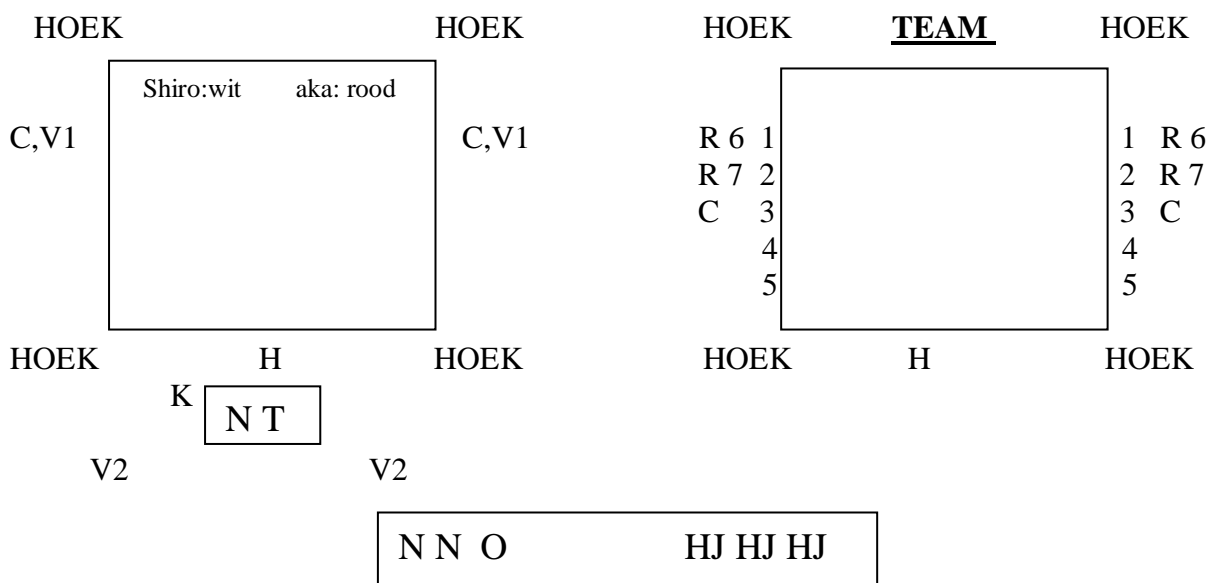 HOEK HOEK HOEK TEAM HOEK
Shiro:wit aka: rood
C,V1 C,V1 R 6 1 1 R 6
R 7 2 2 R 7
C 3 3 C
4 4
5 5
HOEK H HOEK HOEK H HOEK
K
N T
V2 V2
N N O HJ HJ HJ